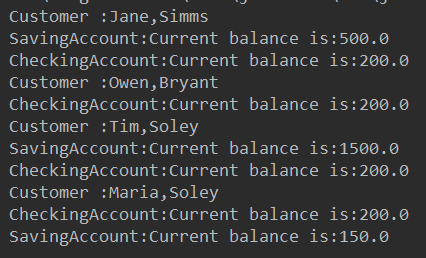 Customer :Jane,Simms
SavingAccount:Current balance is:500.0
CheckingAccount:Current balance is:200.0
Customer :Owen,Bryant
CheckingAccount:Current balance is:200.0
Customer :Tim,Soley
SavingAccount:Current balance is:1500.0
CheckingAccount:Current balance is:200.0
Customer :Maria,Soley
CheckingAccount:Current balance is:200.0
SavingAccount:Current balance is:150.0